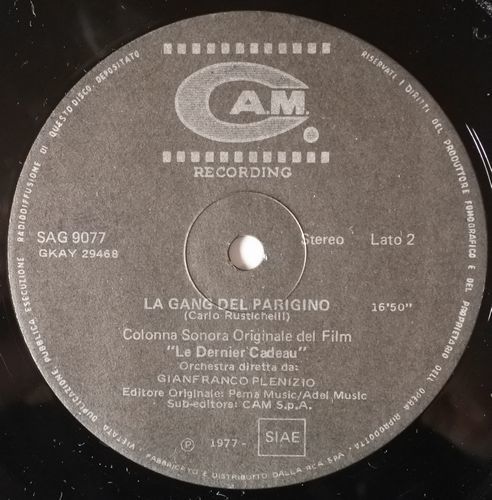 C.A.M.
RECORDING
SAG 9077
GKAY 29468
Stereo Lato 2
LA GANG DEL PARIGINO
(Carlo Rustichelli)
16'50"
Colonna Sonora Originale del Film
"Le Dernier Cadeau"
Orchestra diretta da:
GIANFRANCO PLENIZIO
Editore Originale: Pema Music/Adel Music
Sub-editore: CAM S.p.A.
Ⓟ 1977 - SIAE
RISERVATI I DIRITTI DEL PRODUTTORE FONOGRAFICO E DEL PROPRIETARIO DELL' OPERA RIPRODOTTA -
VIETATA DUPLICAZIONE, PUBBLICA ESECUZIONE RADIODIFFUSIONE DI QUESTO DISCO DEPOSITATO
FABBRICATO E DISTRIBUITO DALLA RCA SPA